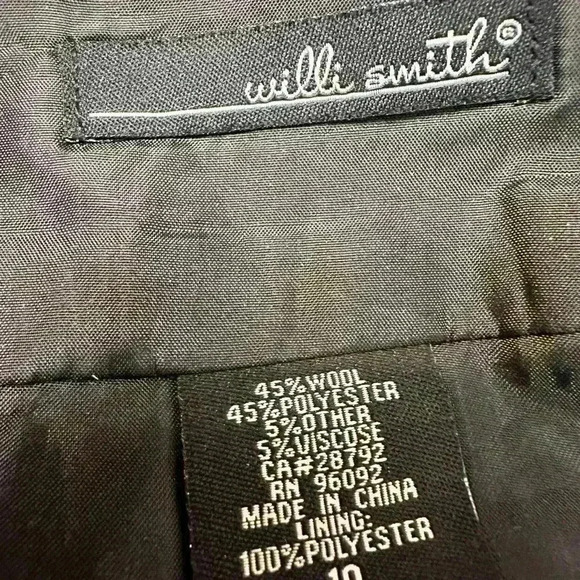 willi smith®
45%WOOL
45%POLYESTER
5%OTHER
5%VISCOSE
CA#28792
RN 96092
MADE IN CHINA
LINING:
100%POLYESTER
10